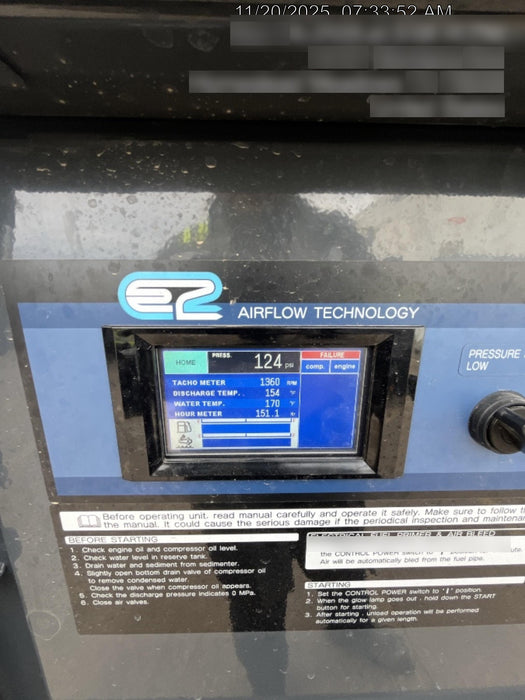 11/20/2025 07:33:52 AM
E2 AIRFLOW TECHNOLOGY
HOME
PRESS.
124 psi
FAILURE
comp. engine
TACHO METER 1360 RPM
DISCHARGE TEMP. 154 °F
WATER TEMP. 170 °F
HOUR METER 151.1 Hr
PRESSURE
LOW
Before operating unit, read manual carefully and operate it safely. Make sure to follow
the manual. It could cause the serious damage if the periodical inspection and
BEFORE STARTING
1. Check engine oil and compressor oil level.
2. Check water level in reserve tank.
3. Drain water and sediment from sedimenter.
4. Slightly open bottom drain valve of compressor oil
to remove condensed water.
Close the valve when compressor oil appears.
5. Check the discharge pressure indicates 0 MPa.
6. Close air valves.
ELECTRICAL FUEL PRIMER & AIR BLEED
the CONTROL POWER switch to "I" position
Air will be automatically bled from the fuel pipe.
STARTING
1. Set the CONTROL POWER switch to "I" position.
2. When the glow lamp goes out, hold down the START
button for starting.
3. After starting, unload operation will be performed
automatically for a given length.